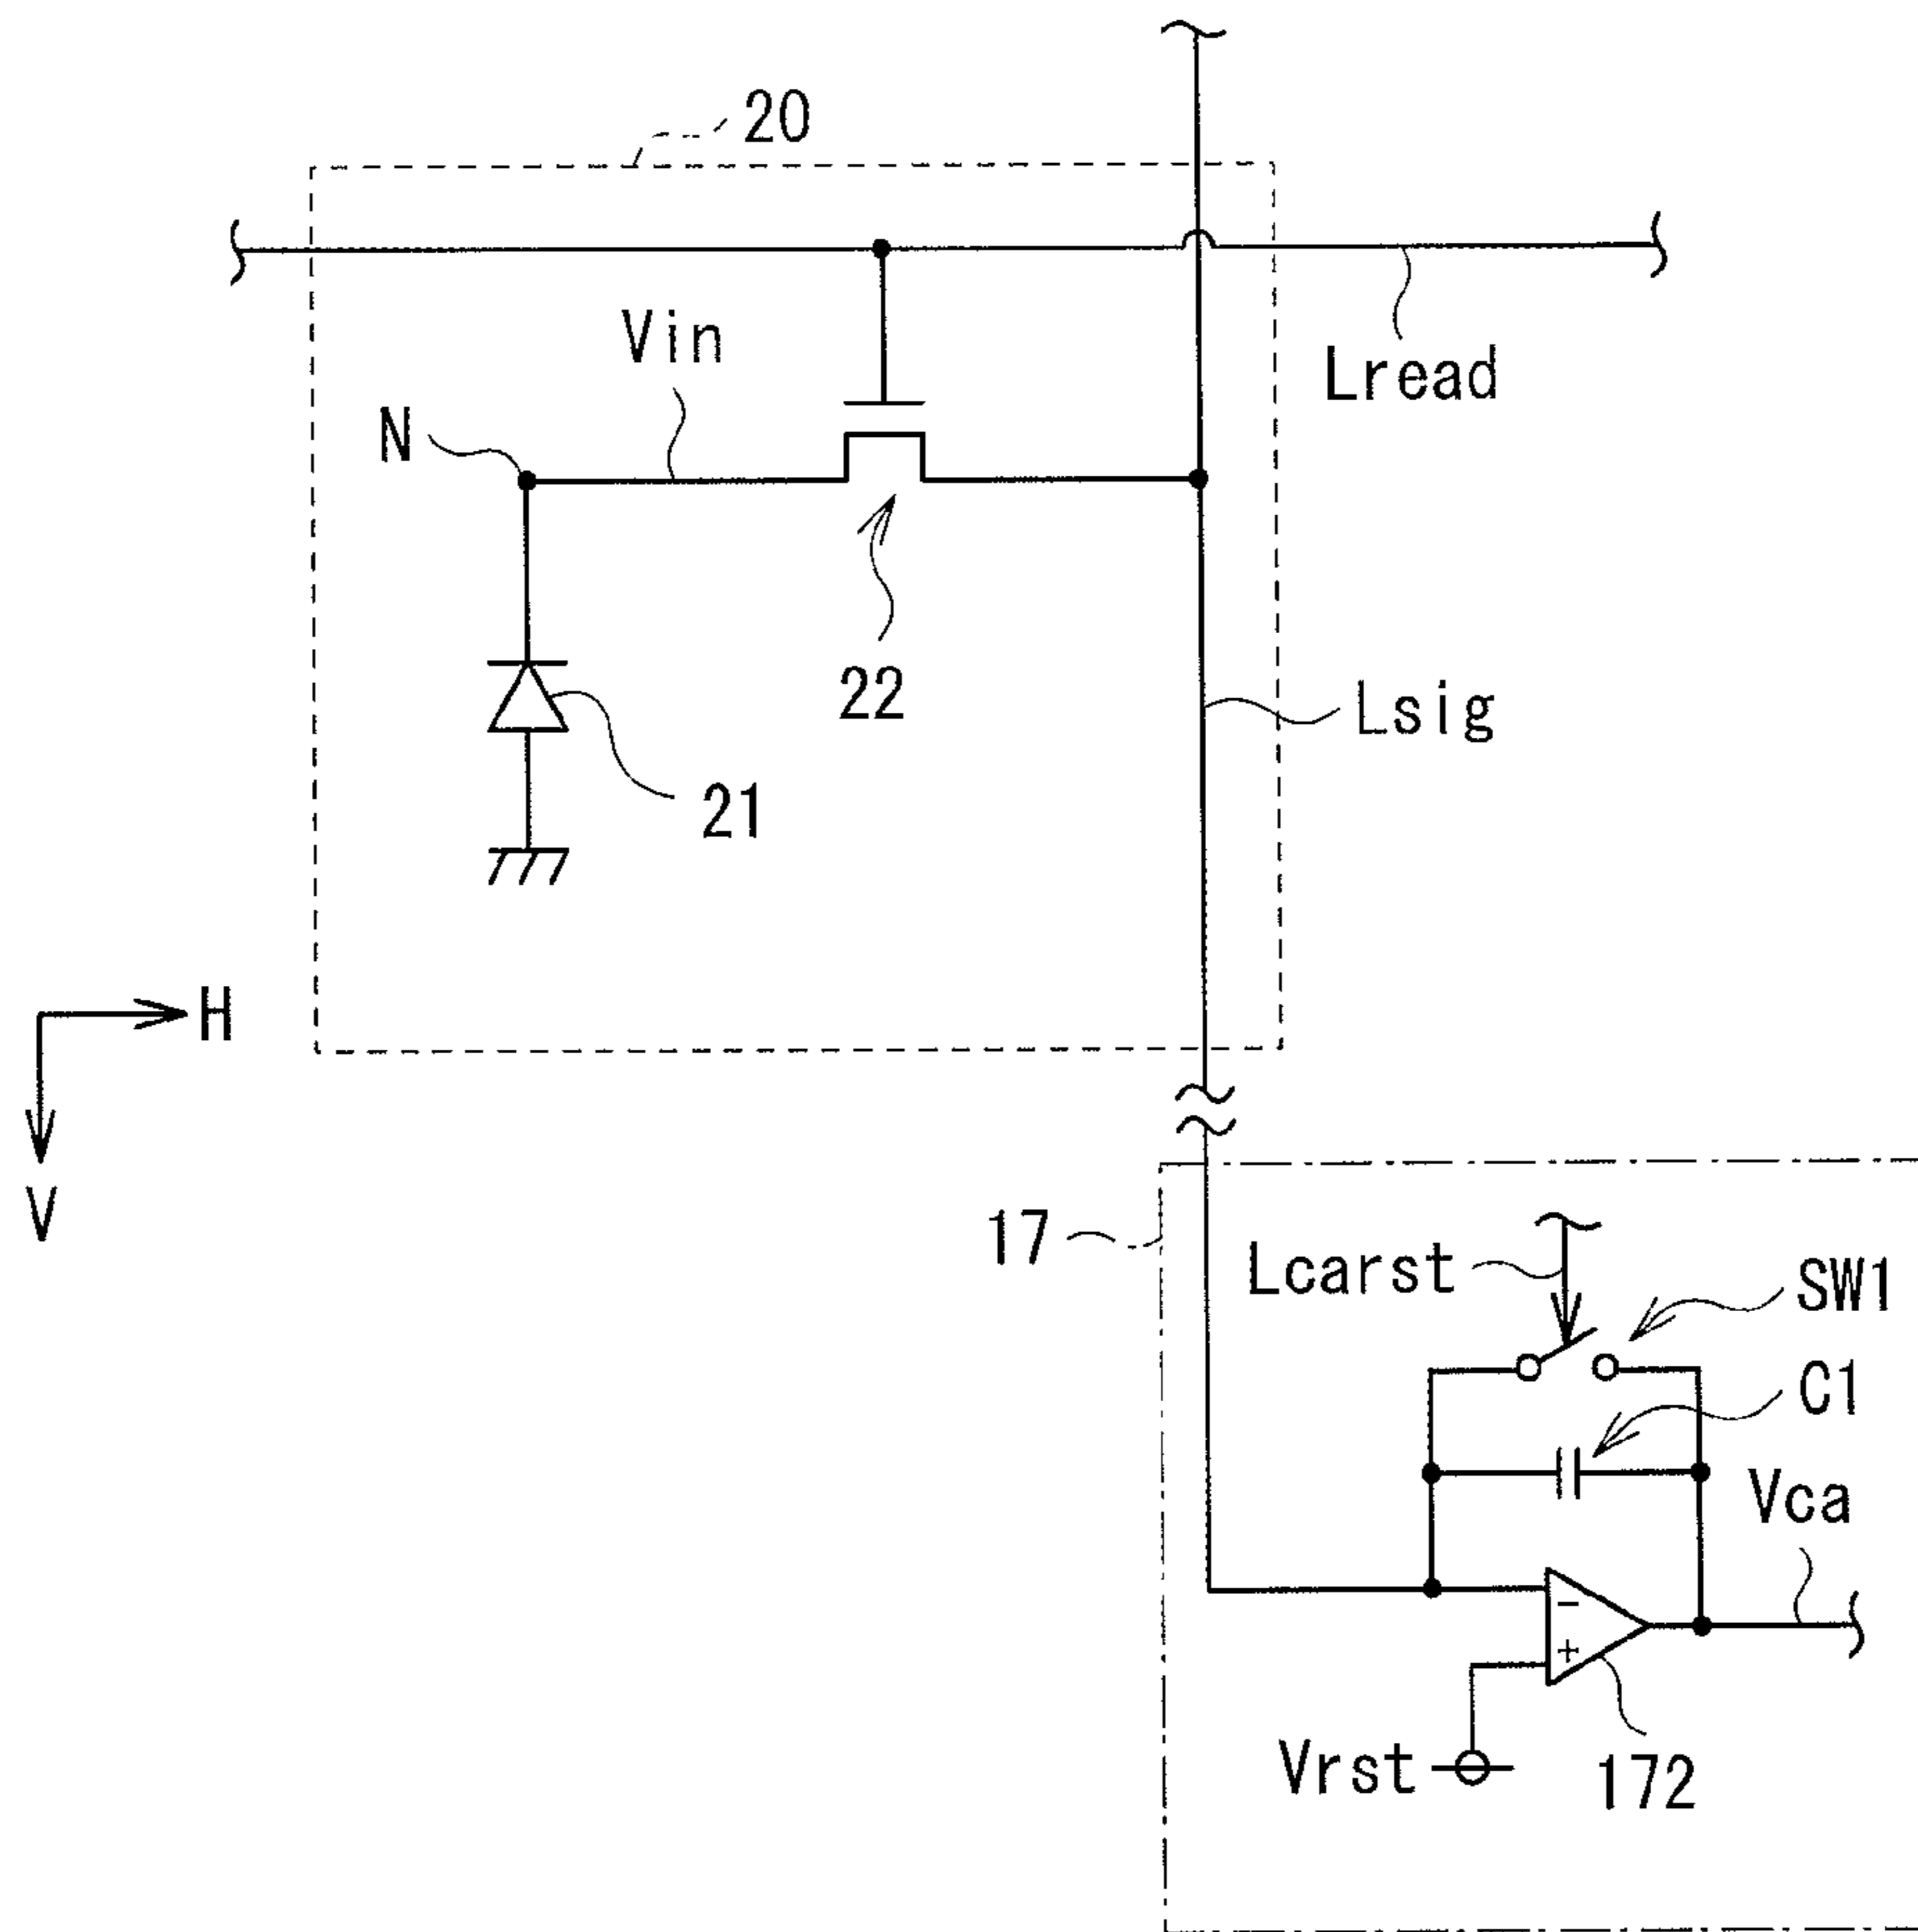 20
Vin
Lread
N
22
Lsig
21
H
V
17
Lcarst
SW1
C1
Vca
−
+
Vrst
172